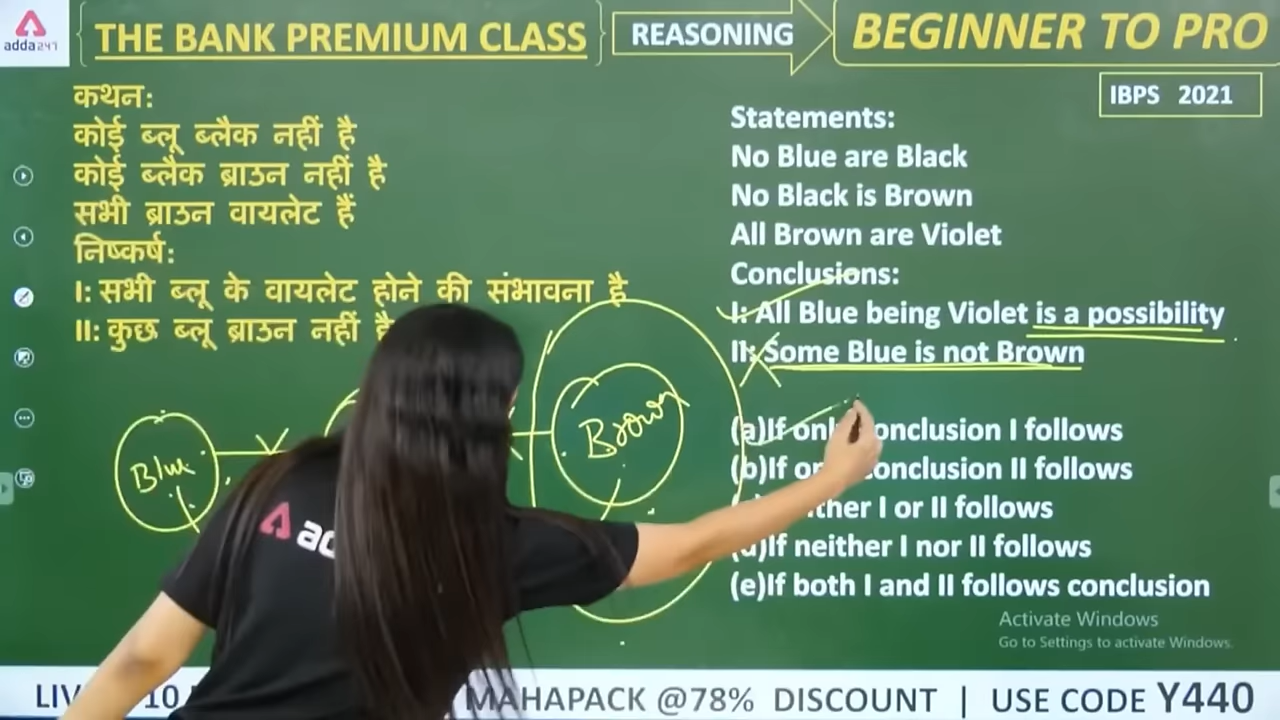 adda247
THE BANK PREMIUM CLASS
REASONING
BEGINNER TO PRO
IBPS 2021
कथन:
कोई ब्लू ब्लैक नहीं है
कोई ब्लैक ब्राउन नहीं है
सभी ब्राउन वायलेट हैं
निष्कर्ष:
I: सभी ब्लू के वायलेट होने की संभावना है
II: कुछ ब्लू ब्राउन नहीं
Statements:
No Blue are Black
No Black is Brown
All Brown are Violet
Conclusions:
I: All Blue being Violet is a possibility
II: Some Blue is not Brown
(a)If only conclusion I follows
(b)If conclusion II follows
I or II follows
(d)If neither I nor II follows
(e)If both I and II follows conclusion
Blue
Brown
Activate Windows
Go to Settings to activate Windows.
10
MAHAPACK @78% DISCOUNT | USE CODE Y440